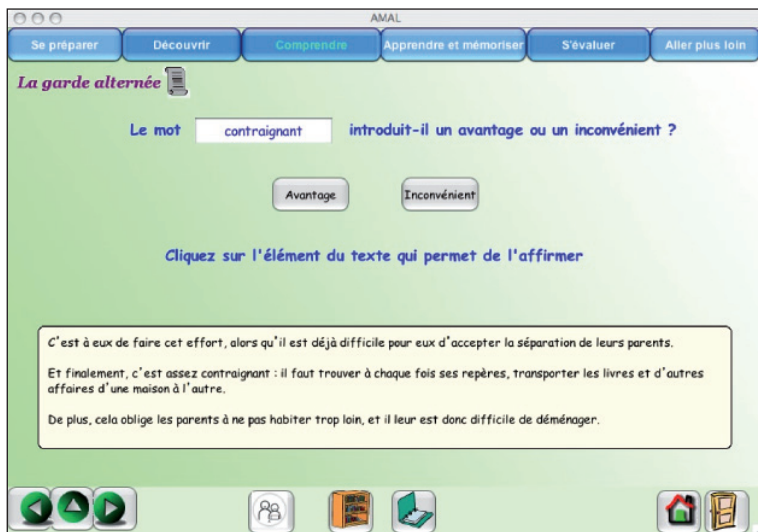 AMAL
Se préparer Découvrir Comprendre Apprendre et mémoriser S'évaluer Aller plus loin
La garde alternée
Le mot contraignant introduit-il un avantage ou un inconvénient ?
Avantage Inconvénient
Cliquez sur l'élément du texte qui permet de l'affirmer
C'est à eux de faire cet effort, alors qu'il est déjà difficile pour eux d'accepter la séparation de leurs parents.
Et finalement, c'est assez contraignant : il faut trouver à chaque fois ses repères, transporter les livres et d'autres
affaires d'une maison à l'autre.
De plus, cela oblige les parents à ne pas habiter trop loin, et il leur est donc difficile de déménager.